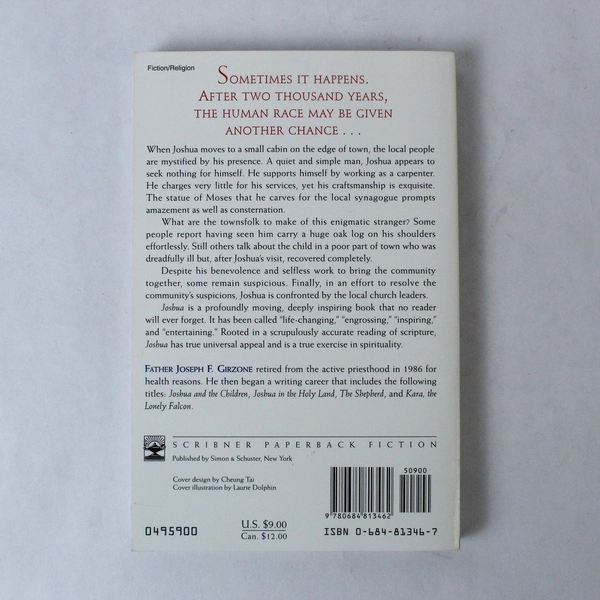 Fiction/Religion
SOMETIMES IT HAPPENS.
AFTER TWO THOUSAND YEARS,
THE HUMAN RACE MAY BE GIVEN
ANOTHER CHANCE . . .
When Joshua moves to a small cabin on the edge of town, the local people
are mystified by his presence. A quiet and simple man, Joshua appears to
seek nothing for himself. He supports himself by working as a carpenter.
He charges very little for his services, yet his craftsmanship is exquisite.
The statue of Moses that he carves for the local synagogue prompts
amazement as well as consternation.
What are the townsfolk to make of this enigmatic stranger? Some
people report having seen him carry a huge oak log on his shoulders
effortlessly. Still others talk about the child in a poor part of town who was
dreadfully ill but, after Joshua's visit, recovered completely.
Despite his benevolence and selfless work to bring the community
together, some remain suspicious. Finally, in an effort to resolve the
community's suspicions, Joshua is confronted by the local church leaders.
Joshua is a profoundly moving, deeply inspiring book that no reader
will ever forget. It has been called "life-changing," "engrossing," "inspiring,"
and "entertaining." Rooted in a scrupulously accurate reading of scripture,
Joshua has true universal appeal and is a true exercise in spirituality.
FATHER JOSEPH F. GIRZONE retired from the active priesthood in 1986 for
health reasons. He then began a writing career that includes the following
titles: Joshua and the Children, Joshua in the Holy Land, The Shepherd, and Kara, the
Lonely Falcon.
SCRIBNER PAPERBACK FICTION
Published by Simon & Schuster, New York
Cover design by Cheung Tai
Cover illustration by Laurie Dolphin
50900
9 780684 813462
0495900
U.S. $9.00
Can. $12.00
ISBN 0-684-81346-7